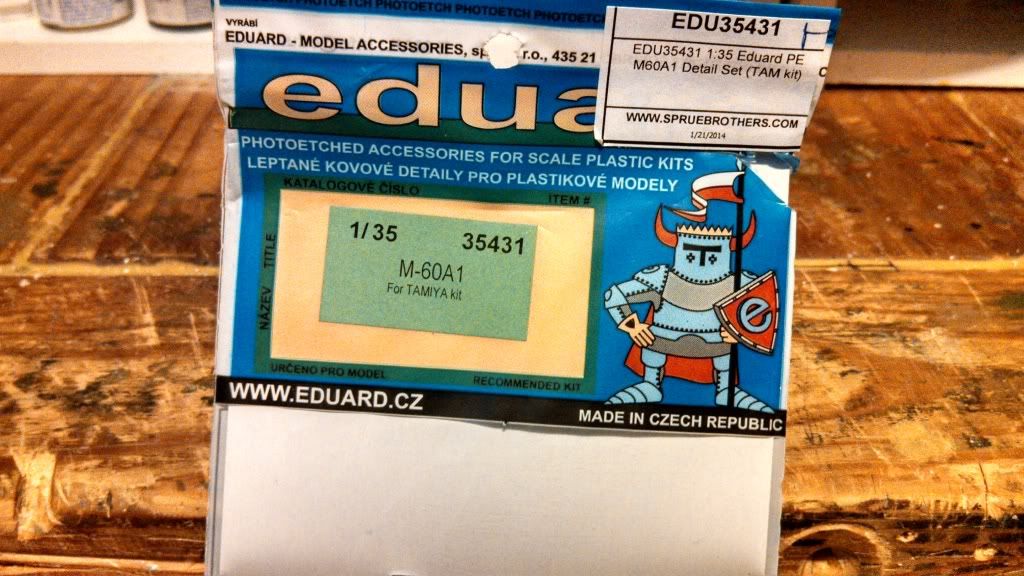 PHOTOETCH PHOTOETCH PHOTOETCH PHOTOETCH
VYRÁBÍ
EDUARD - MODEL ACCESSORIES, sp r.o., 435 21
EDU35431
EDU35431 1:35 Eduard PE
M60A1 Detail Set (TAM kit)
WWW.SPRUEBROTHERS.COM
1/21/2014
edua
PHOTOETCHED ACCESSORIES FOR SCALE PLASTIC KITS
LEPTANÉ KOVOVÉ DETAILY PRO PLASTIKOVÉ MODELY
KATALOGOVÉ ČÍSLO
ITEM #
NÁZEV TITLE
1/35 35431
M-60A1
For TAMIYA kit
e
URČENO PRO MODEL
RECOMMENDED KIT
WWW.EDUARD.CZ
MADE IN CZECH REPUBLIC